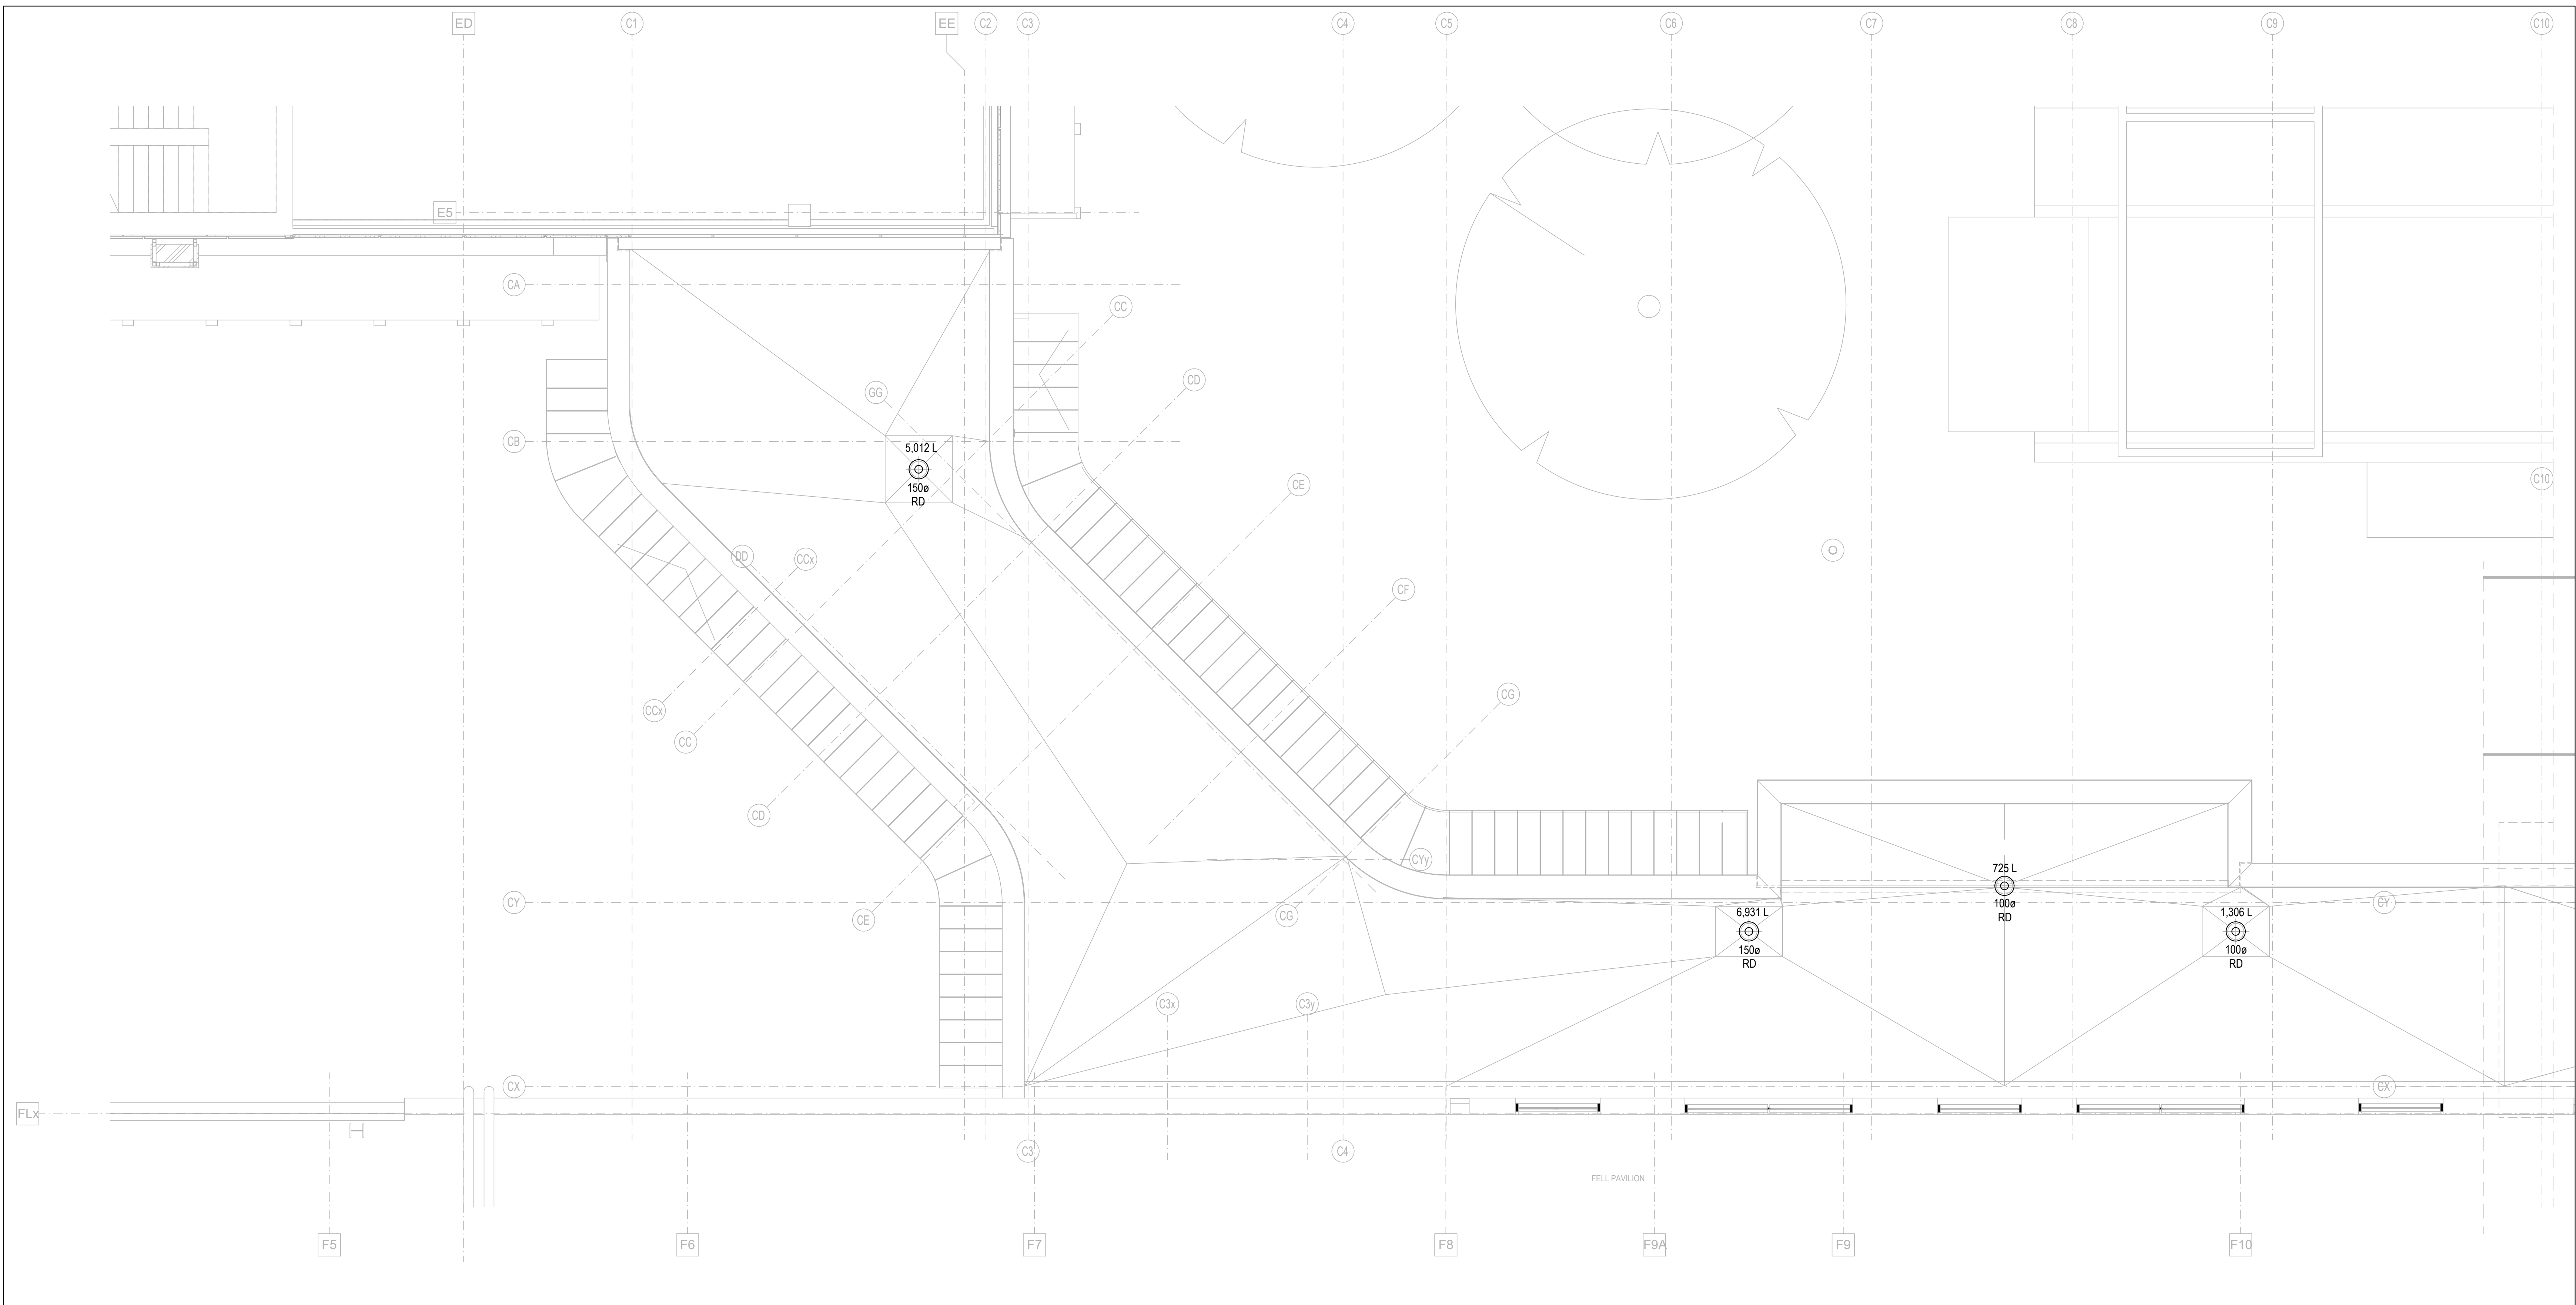 ED
C1
EE
C2
C3
C4
C5
C6
C7
C8
C9
C10
E5
CA
CC
CD
GG
CB
5,012 L
150ø
RD
CE
C10
DD
CCx
CF
CCx
CG
CC
CD
CYy
725 L
100ø
RD
CY
CE
CG
6,931 L
150ø
RD
1,306 L
100ø
RD
CY
C3x
C3y
CX
CX
FLx
C3
C4
FELL PAVILION
F5
F6
F7
F8
F9A
F9
F10